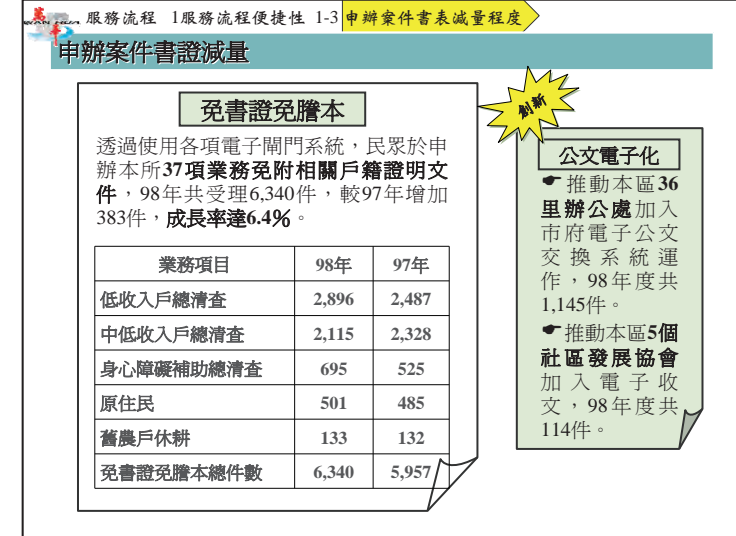 萬華
WAN HUA
服務流程 1服務流程便捷性 1-3申辦案件書表減量程度
申辦案件書證減量
免書證免謄本
透過使用各項電子閘門系統，民眾於申
辦本所37項業務免附相關戶籍證明文
件，98年共受理6,340件，較97年增加
383件，成長率達6.4%。
業務項目 98年 97年
低收入戶總清查 2,896 2,487
中低收入戶總清查 2,115 2,328
身心障礙補助總清查 695 525
原住民 501 485
舊農戶休耕 133 132
免書證免謄本總件數 6,340 5,957
創新
公文電子化
☛推動本區36
里辦公處加入
市府電子公文
交換系統運
作，98年度共
1,145件。
☛推動本區5個
社區發展協會
加入電子收
文，98年度共
114件。